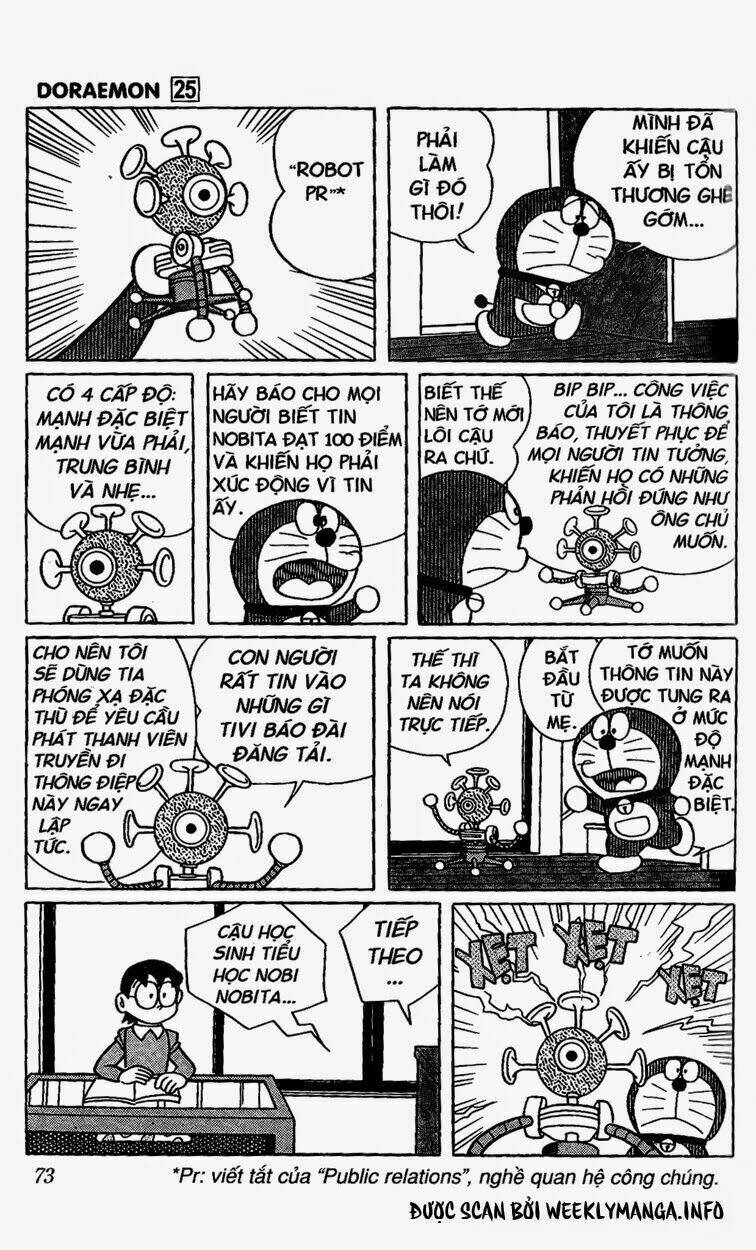 DORAEMON 25
MÌNH ĐÃ
KHIẾN CẬU
ẤY BỊ TỔN
THƯƠNG GHÊ
GỚM...
PHẢI
LÀM
GÌ ĐÓ
THÔI!
“ROBOT
PR”*
BIP BIP... CÔNG VIỆC
CỦA TÔI LÀ THÔNG
BÁO, THUYẾT PHỤC ĐỂ
MỌI NGƯỜI TIN TƯỞNG,
KHIẾN HỌ CÓ NHỮNG
PHẢN HỒI ĐÚNG NHƯ
ÔNG CHỦ
MUỐN.
BIẾT THẾ
NÊN TỚ MỚI
LÔI CẬU
RA CHỨ.
HÃY BÁO CHO MỌI
NGƯỜI BIẾT TIN
NOBITA ĐẠT 100 ĐIỂM
VÀ KHIẾN HỌ PHẢI
XÚC ĐỘNG VÌ TIN
ẤY.
CÓ 4 CẤP ĐỘ:
MẠNH ĐẶC BIỆT
MẠNH VỪA PHẢI,
TRUNG BÌNH
VÀ NHẸ...
TỚ MUỐN
THÔNG TIN NÀY
ĐƯỢC TUNG RA
Ở MỨC
ĐỘ
MẠNH
ĐẶC
BIỆT.
BẮT
ĐẦU
TỪ
MẸ.
THẾ THÌ
TA KHÔNG
NÊN NÓI
TRỰC TIẾP.
CON NGƯỜI
RẤT TIN VÀO
NHỮNG GÌ
TIVI BÁO ĐÀI
ĐĂNG TẢI.
CHO NÊN TÔI
SẼ DÙNG TIA
PHÓNG XẠ ĐẶC
THÙ ĐỂ YÊU CẦU
PHÁT THANH VIÊN
TRUYỀN ĐI
THÔNG ĐIỆP
NÀY NGAY
LẬP
TỨC.
XẸT XẸT XẸT
TIẾP
THEO
...
CẬU HỌC
SINH TIỂU
HỌC NOBI
NOBITA...
73
*Pr: viết tắt của “Public relations”, nghề quan hệ công chúng.
ĐƯỢC SCAN BỞI WEEKLYMANGA.INFO